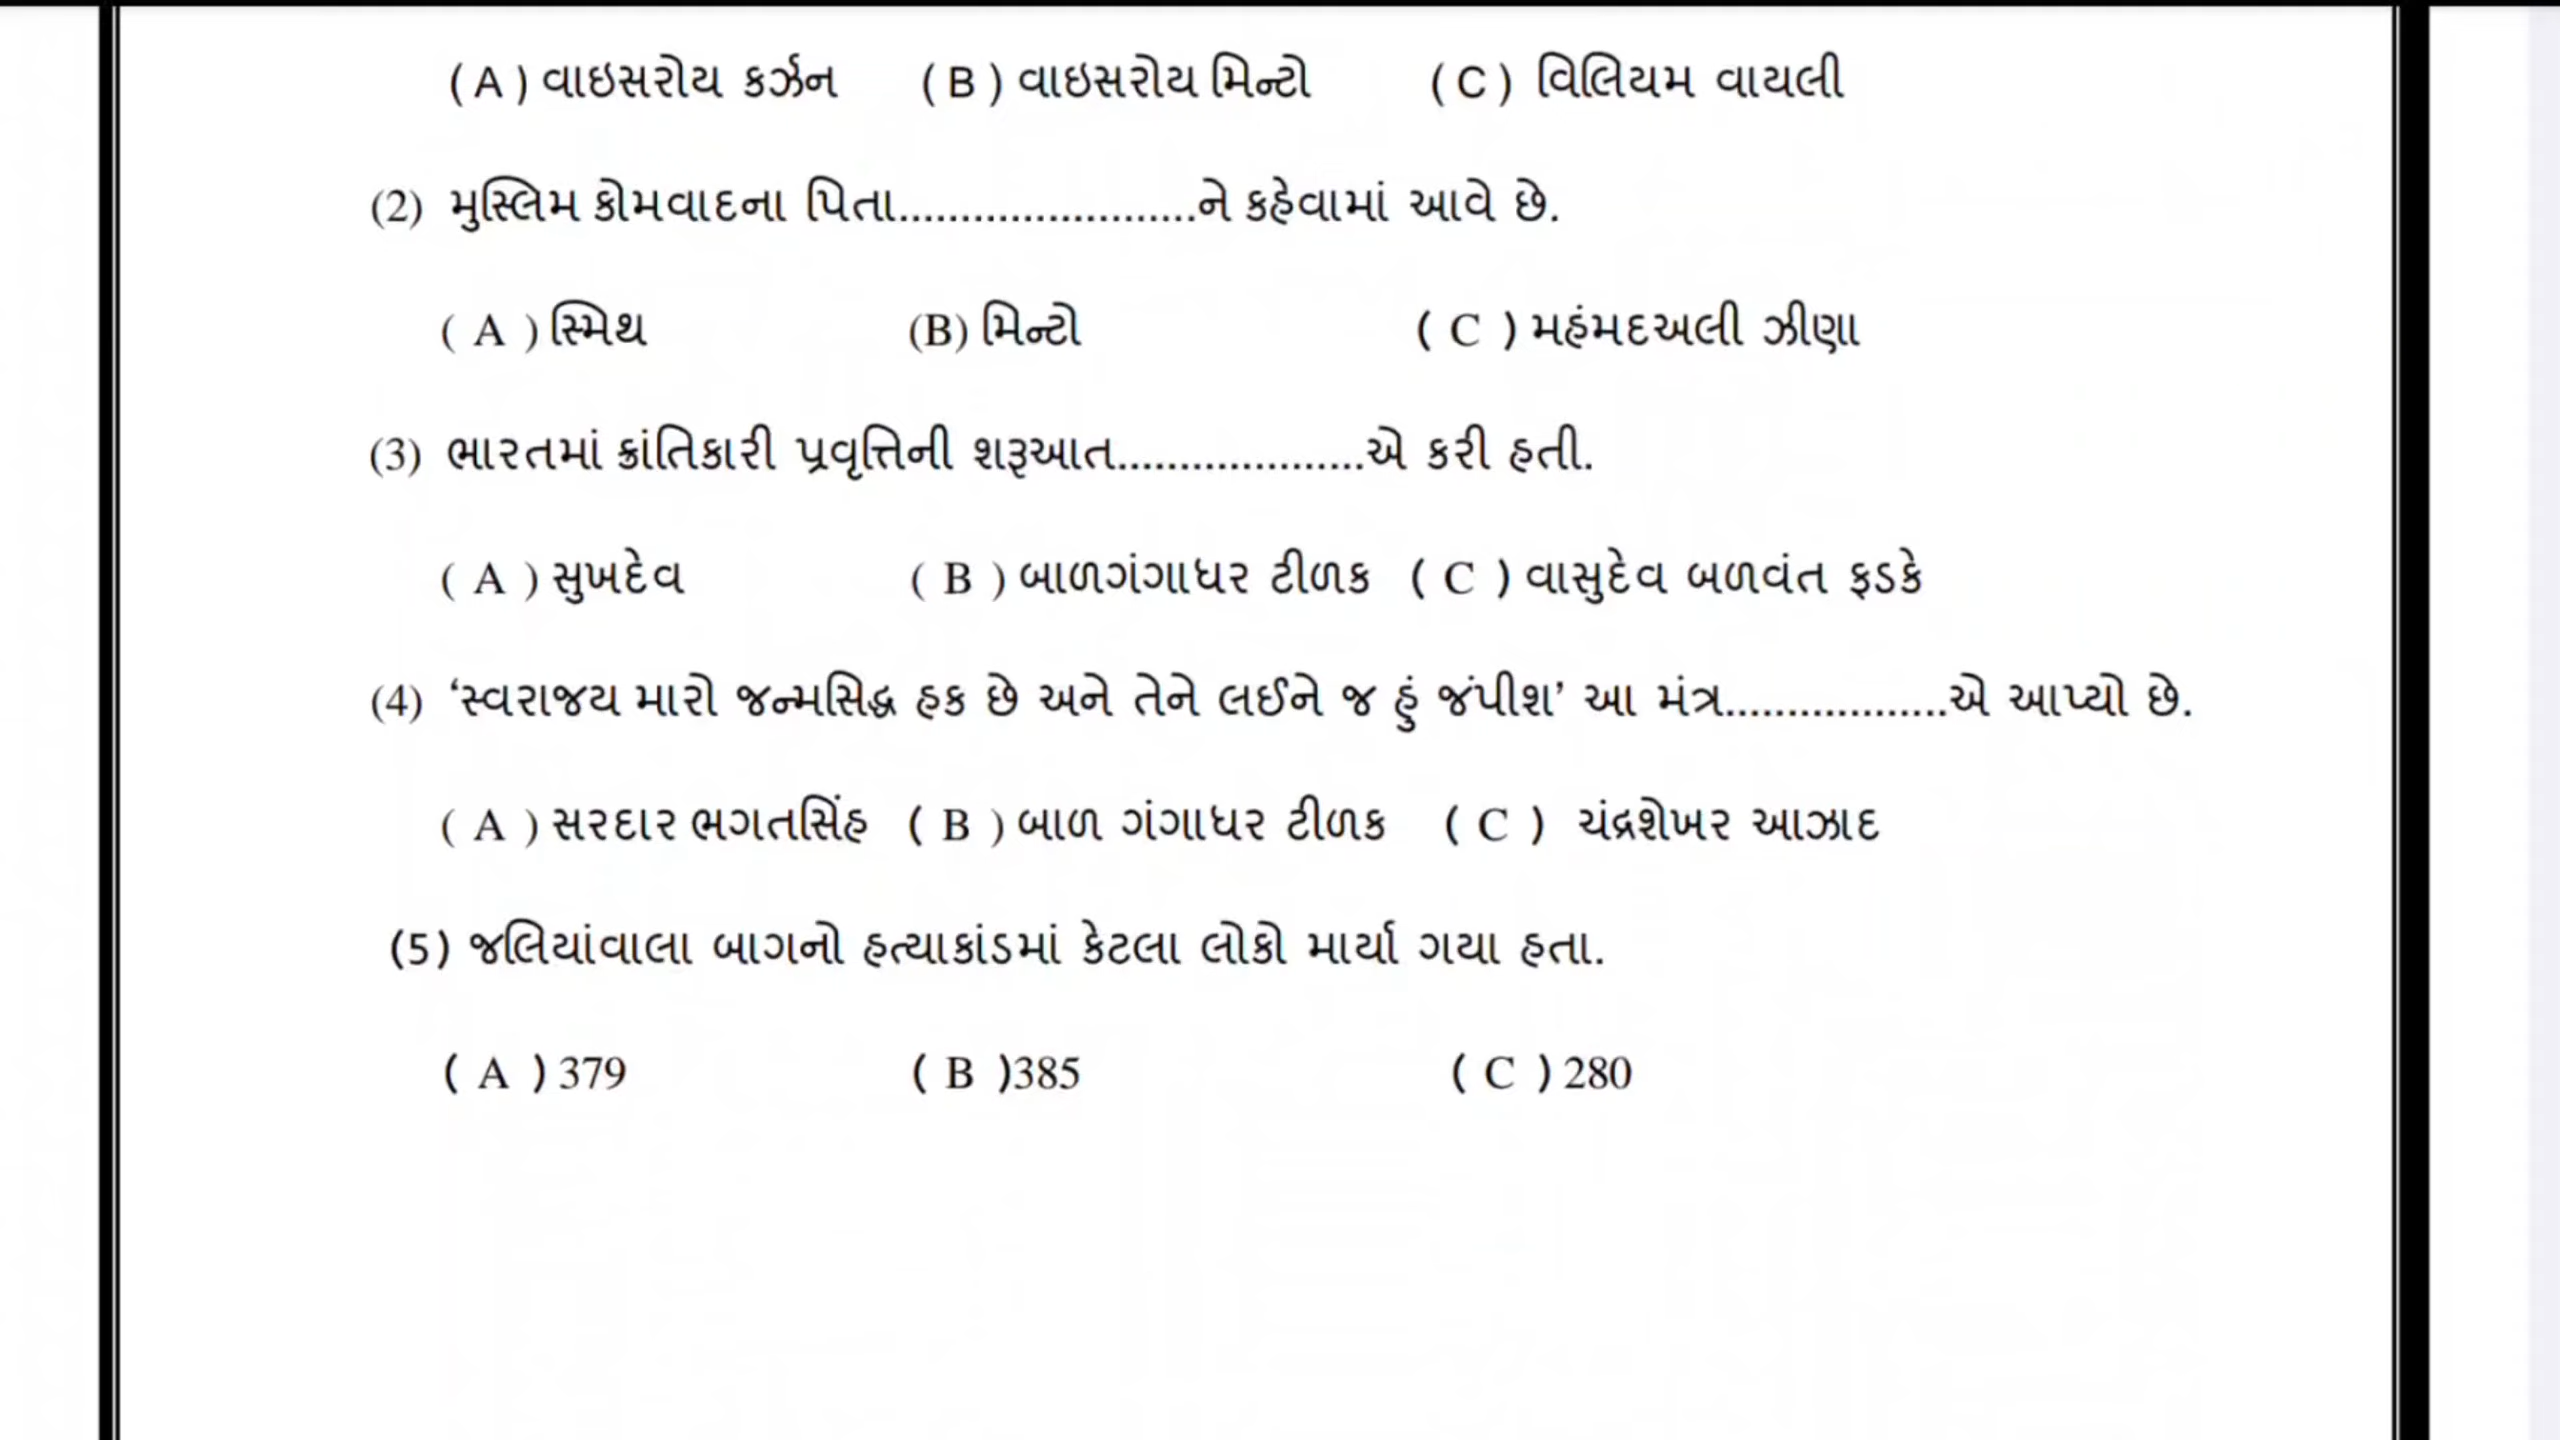 (A) વાઇસરોય કર્ઝન (B) વાઇસરોય મિન્ટો (C) વિલિયમ વાયલી
(2) મુસ્લિમ કોમવાદના પિતા........................ને કહેવામાં આવે છે.
( A ) સ્મિથ (B) મિન્ટો ( C ) મહંમદઅલી ઝીણા
(3) ભારતમાં ક્રાંતિકારી પ્રવૃત્તિની શરૂઆત....................એ કરી હતી.
( A ) સુખદેવ ( B ) બાળગંગાધર ટીળક ( C ) વાસુદેવ બળવંત ફડકે
(4) ‘સ્વરાજય મારો જન્મસિદ્ધ હક છે અને તેને લઈને જ હું જંપીશ’ આ મંત્ર..................એ આપ્યો છે.
( A ) સરદાર ભગતસિંહ ( B ) બાળ ગંગાધર ટીળક ( C ) ચંદ્રશેખર આઝાદ
(5) જલિયાંવાલા બાગનો હત્યાકાંડમાં કેટલા લોકો માર્યા ગયા હતા.
( A ) 379 ( B )385 ( C ) 280